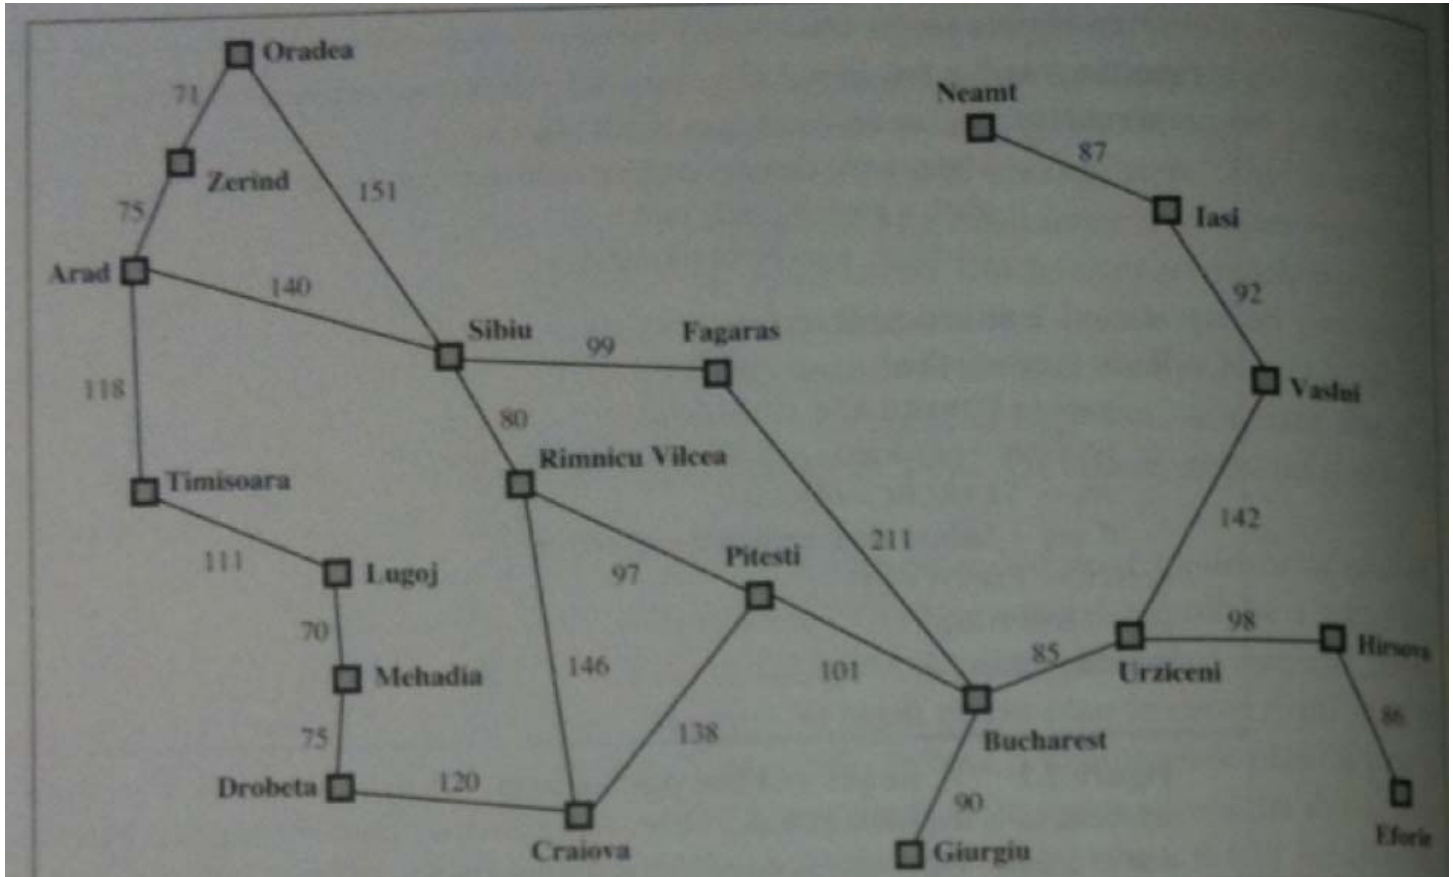 Oradea
Neamt
71
87
Zerind
151
75
Iasi
Arad
140
92
Sibiu
Fagaras
99
118
Vaslui
80
Rimnicu Vilcea
Timisoara
142
211
111
Lugoj
97
Pitesti
98
70
Hirsova
146
85
Mehadia
101
Urziceni
86
75
138
Bucharest
Drobeta
120
90
Eforie
Craiova
Giurgiu